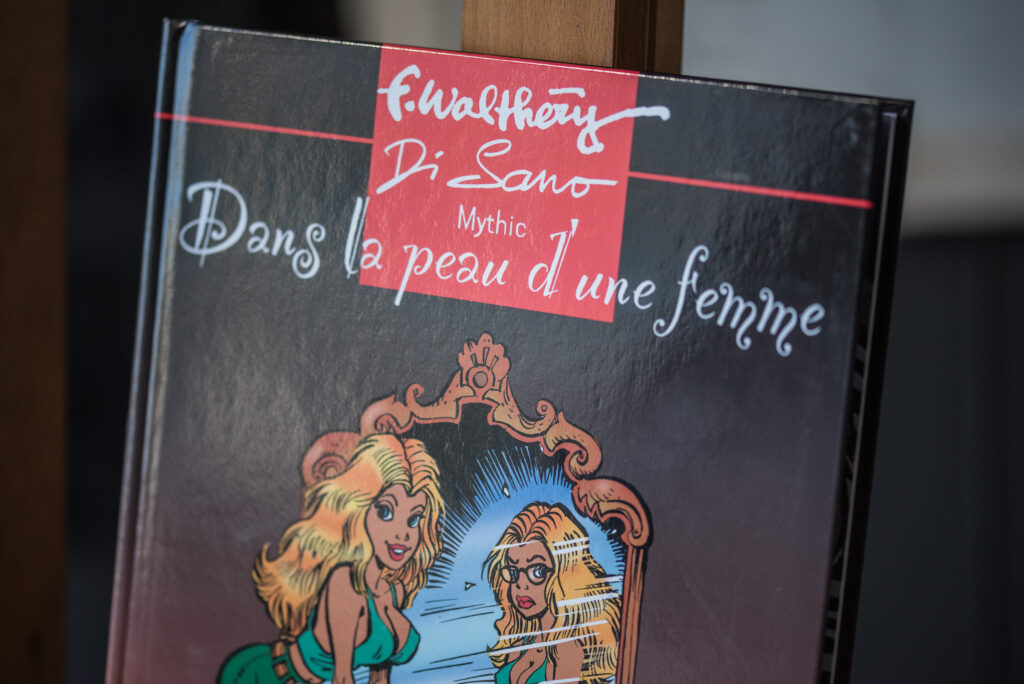 F. Walthéry
Di Sano
Mythic
Dans la peau d'une femme